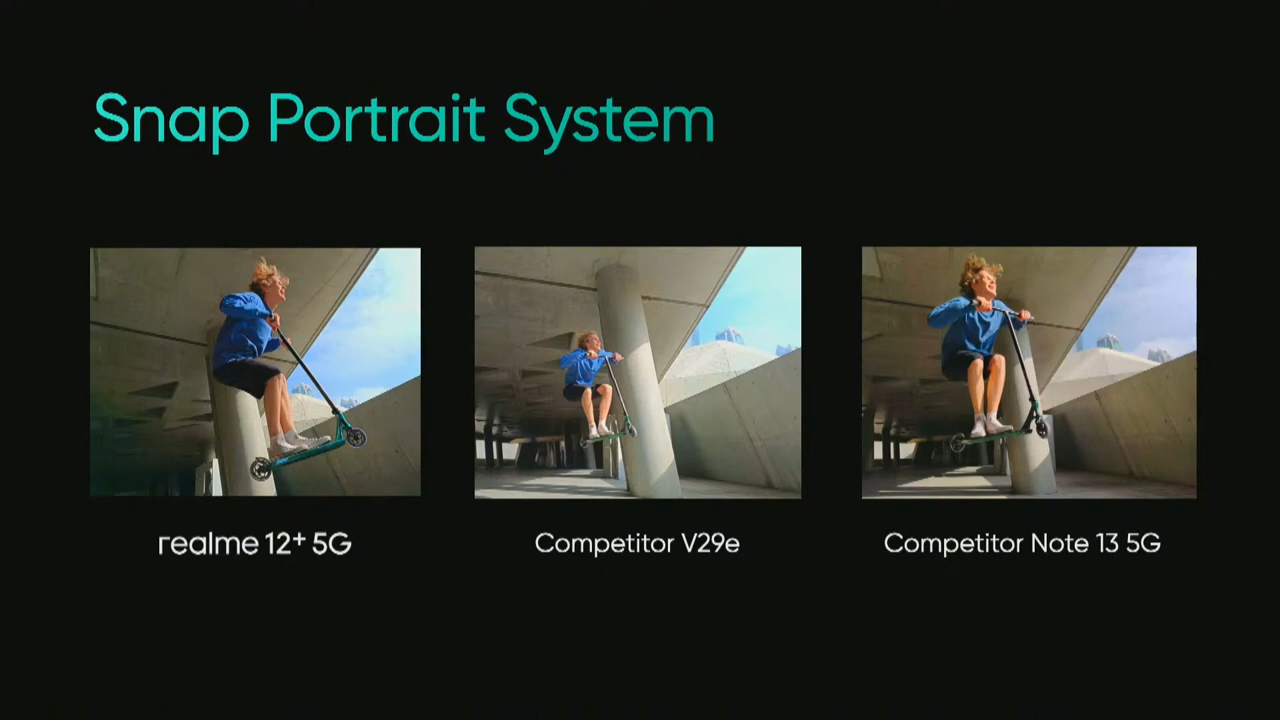 Snap Portrait System
realme 12+ 5G
Competitor V29e
Competitor Note 13 5G